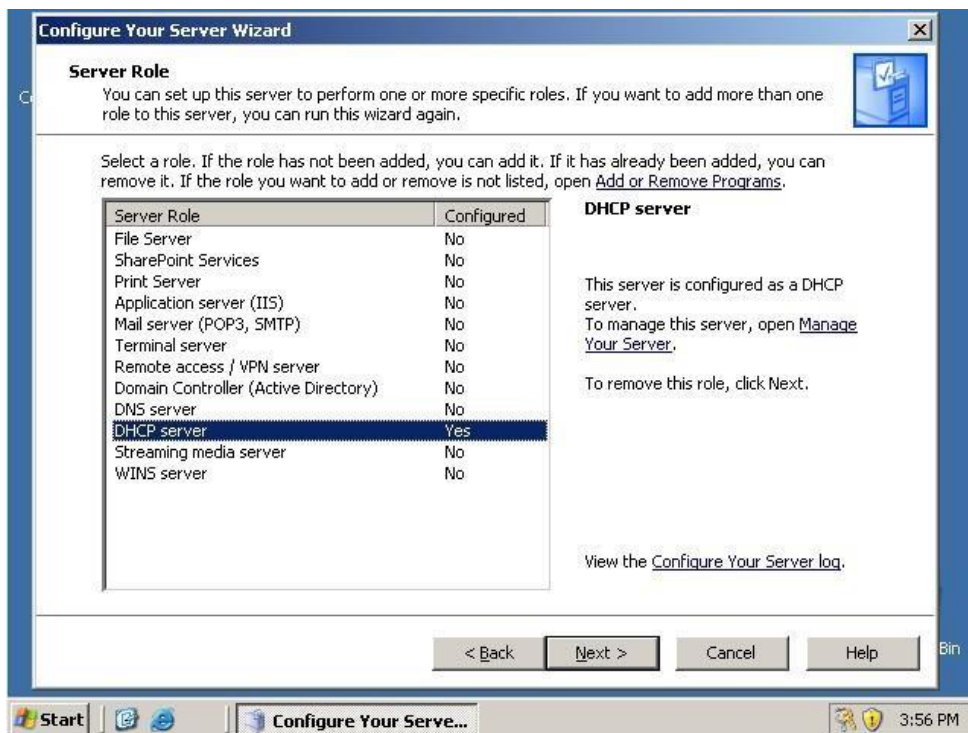 Configure Your Server Wizard
Server Role
You can set up this server to perform one or more specific roles. If you want to add more than one
role to this server, you can run this wizard again.
Select a role. If the role has not been added, you can add it. If it has already been added, you can
remove it. If the role you want to add or remove is not listed, open Add or Remove Programs.
Server Role Configured
File Server No
SharePoint Services No
Print Server No
Application server (IIS) No
Mail server (POP3, SMTP) No
Terminal server No
Remote access / VPN server No
Domain Controller (Active Directory) No
DNS server No
DHCP server Yes
Streaming media server No
WINS server No
DHCP server
This server is configured as a DHCP
server.
To manage this server, open Manage
Your Server.
To remove this role, click Next.
View the Configure Your Server log.
< Back
Next >
Cancel
Help
Bin
Start
Configure Your Serve...
3:56 PM